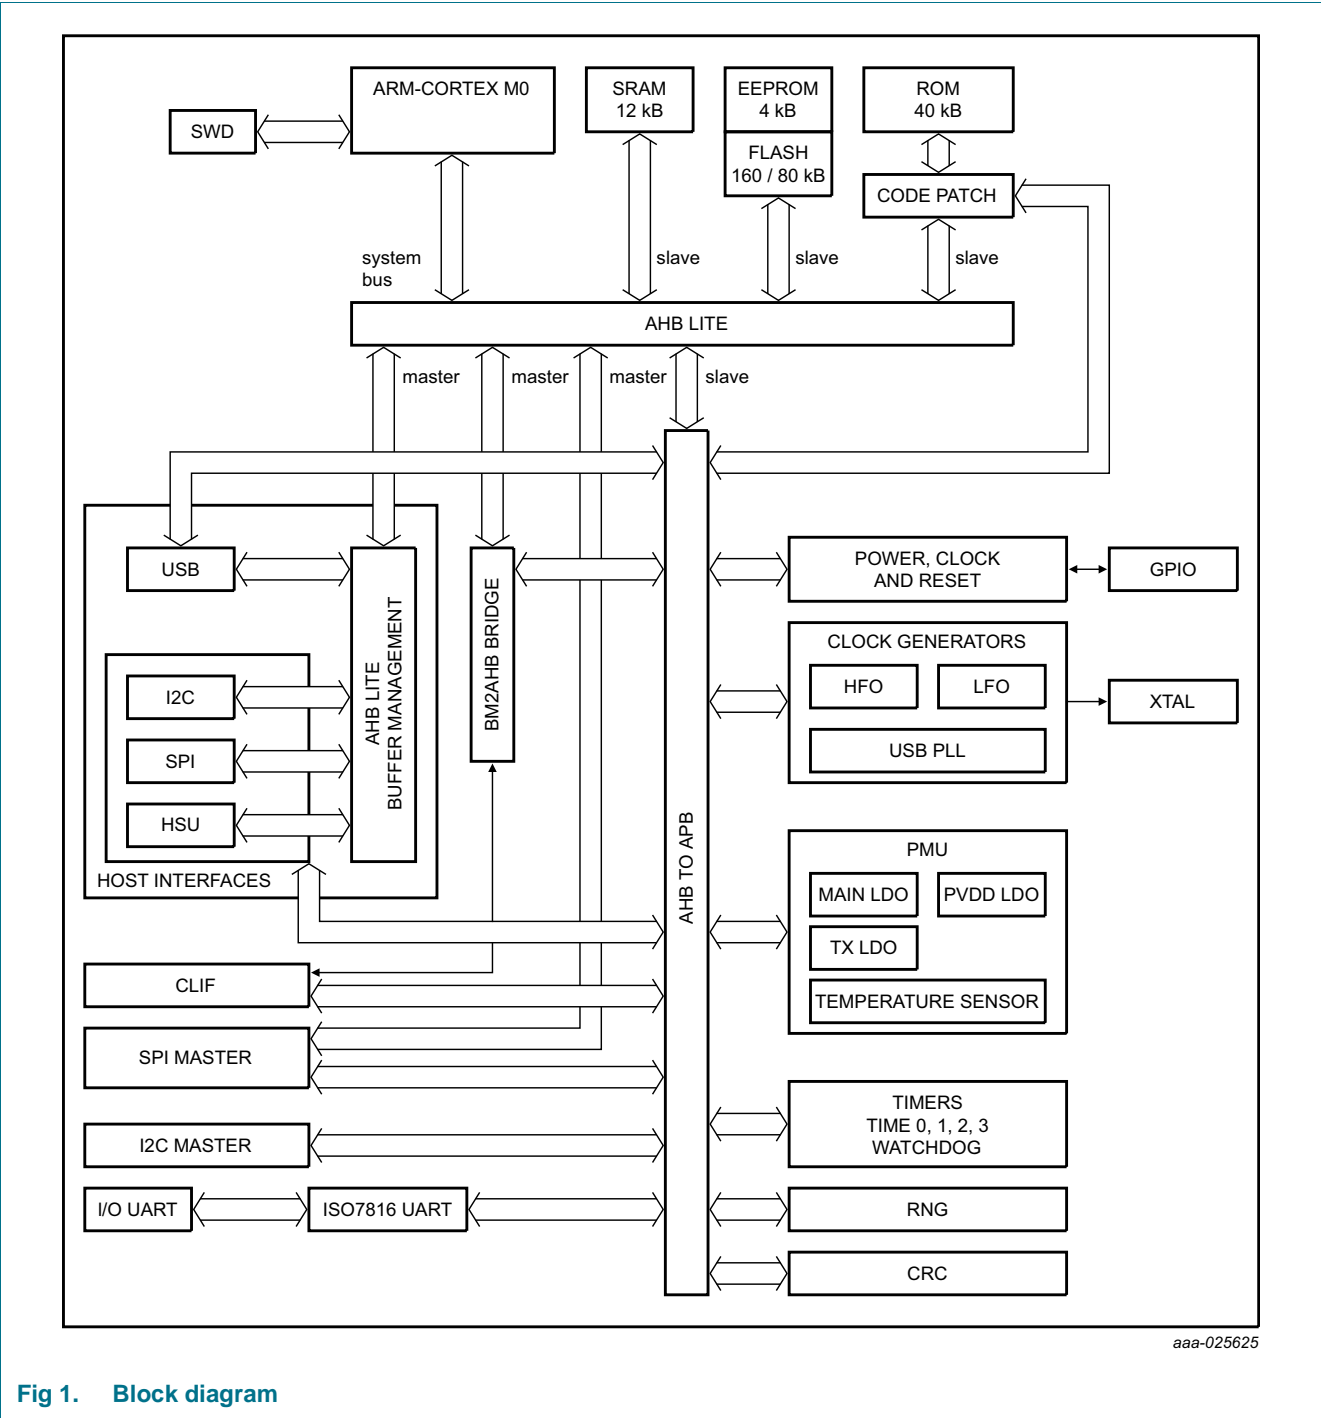 ARM-CORTEX M0
SWD
SRAM
12 kB
EEPROM
4 kB
FLASH
160 / 80 kB
ROM
40 kB
CODE PATCH
system
bus
slave
slave
slave
AHB LITE
master
master
master
slave
USB
I2C
SPI
HSU
AHB LITE
BUFFER MANAGEMENT
HOST INTERFACES
BM2AHB BRIDGE
AHB TO APB
POWER, CLOCK
AND RESET
GPIO
CLOCK GENERATORS
HFO
LFO
USB PLL
XTAL
PMU
MAIN LDO
PVDD LDO
TX LDO
TEMPERATURE SENSOR
CLIF
SPI MASTER
I2C MASTER
I/O UART
ISO7816 UART
TIMERS
TIME 0, 1, 2, 3
WATCHDOG
RNG
CRC
aaa-025625
Fig 1. Block diagram